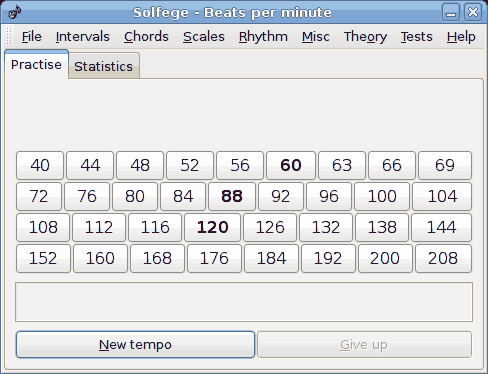 Solfege - Beats per minute
File Intervals Chords Scales Rhythm Misc Theory Tests Help
Practise Statistics
40 44 48 52 56 60 63 66 69
72 76 80 84 88 92 96 100 104
108 112 116 120 126 132 138 144
152 160 168 176 184 192 200 208
New tempo Give up